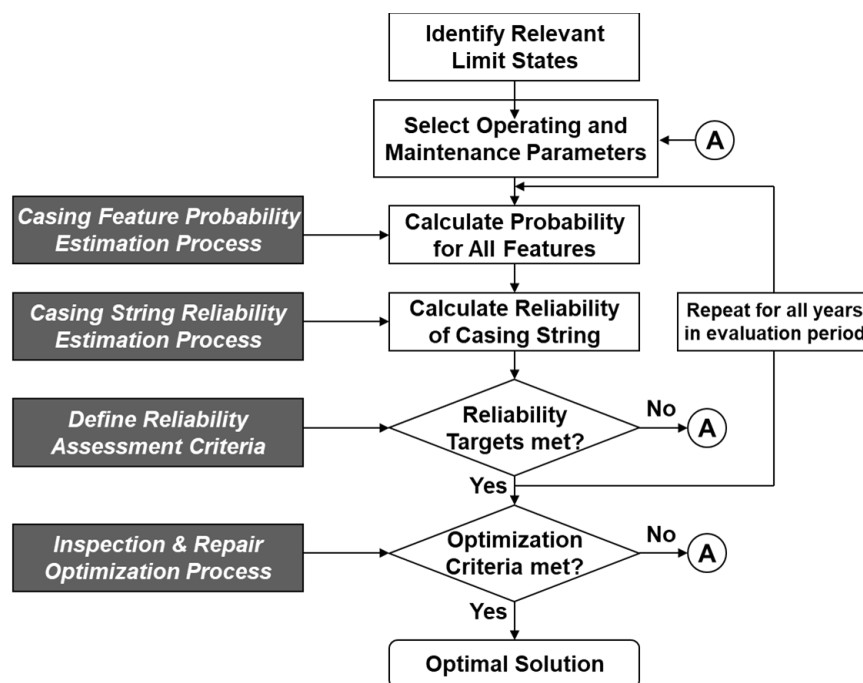 Identify Relevant
Limit States
Select Operating and
Maintenance Parameters
A
Casing Feature Probability
Estimation Process
Calculate Probability
for All Features
Casing String Reliability
Estimation Process
Calculate Reliability
of Casing String
Repeat for all years
in evaluation period
Define Reliability
Assessment Criteria
Reliability
Targets met?
No
A
Yes
Inspection & Repair
Optimization Process
Optimization
Criteria met?
No
A
Yes
Optimal Solution